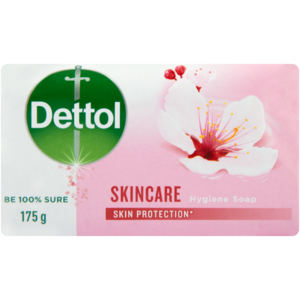 Dettol
BE 100% SURE
175 g
SKINCARE
Hygiene Soap
SKIN PROTECTION*